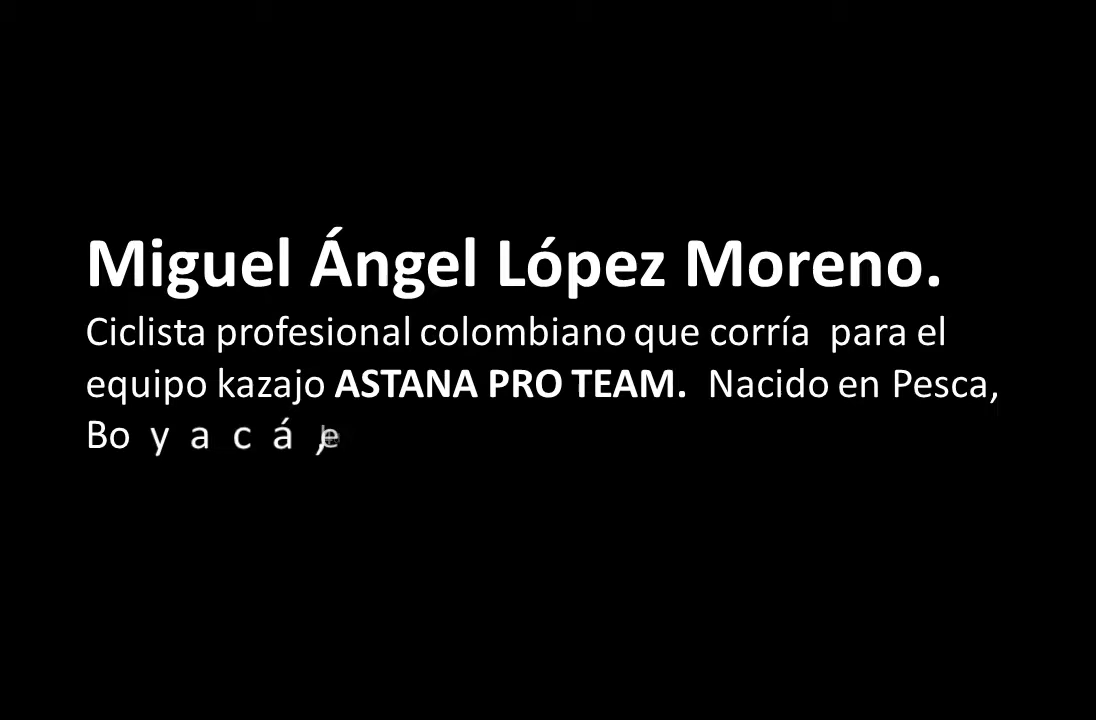 Miguel Ángel López Moreno.
Ciclista profesional colombiano que corría para el
equipo kazajo ASTANA PRO TEAM. Nacido en Pesca,
Boyacá,